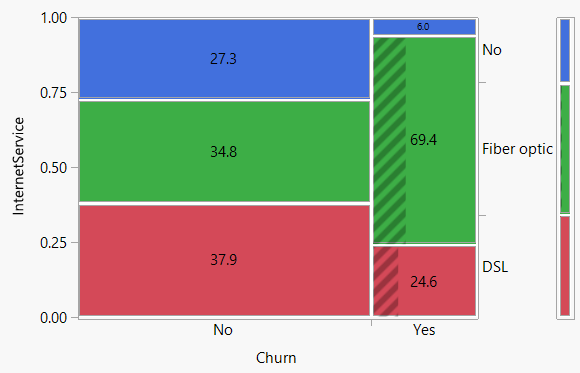 1.00
0.75
0.50
0.25
0.00
InternetService
27.3
34.8
37.9
6.0
69.4
24.6
No
Fiber optic
DSL
No
Yes
Churn